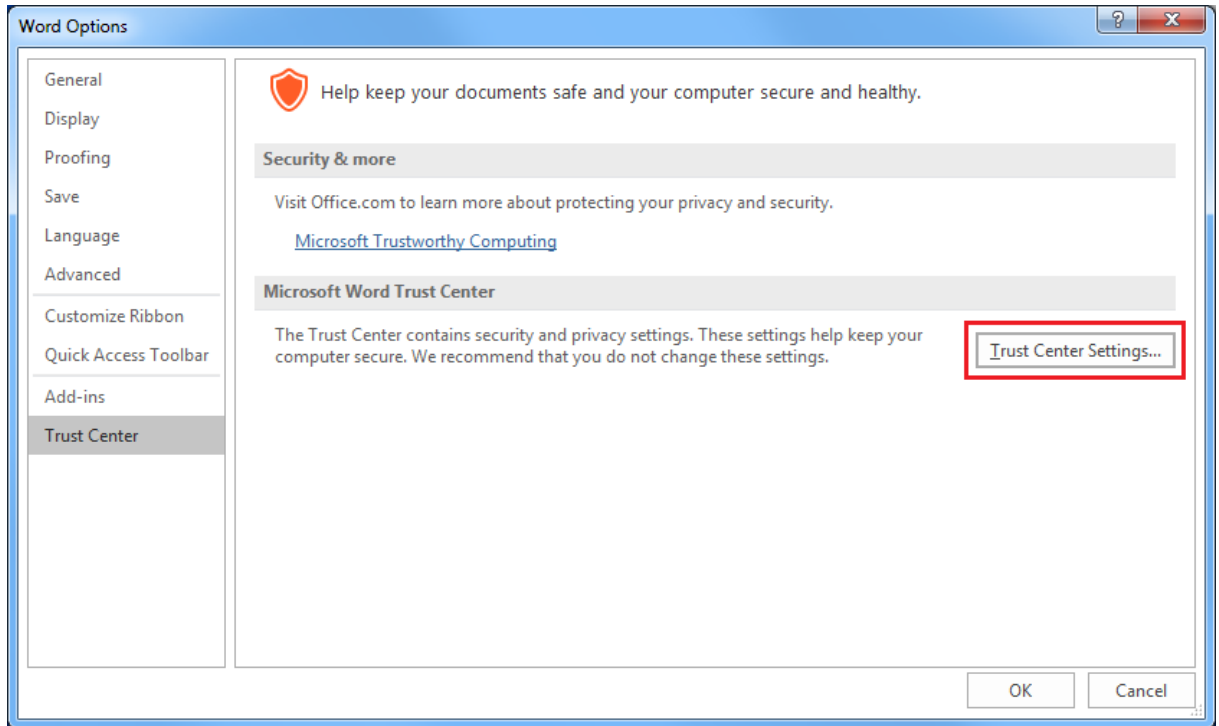 Word Options
?
X
General
Display
Proofing
Save
Language
Advanced
Customize Ribbon
Quick Access Toolbar
Add-ins
Trust Center
Help keep your documents safe and your computer secure and healthy.
Security & more
Visit Office.com to learn more about protecting your privacy and security.
Microsoft Trustworthy Computing
Microsoft Word Trust Center
The Trust Center contains security and privacy settings. These settings help keep your
computer secure. We recommend that you do not change these settings.
Trust Center Settings...
OK
Cancel